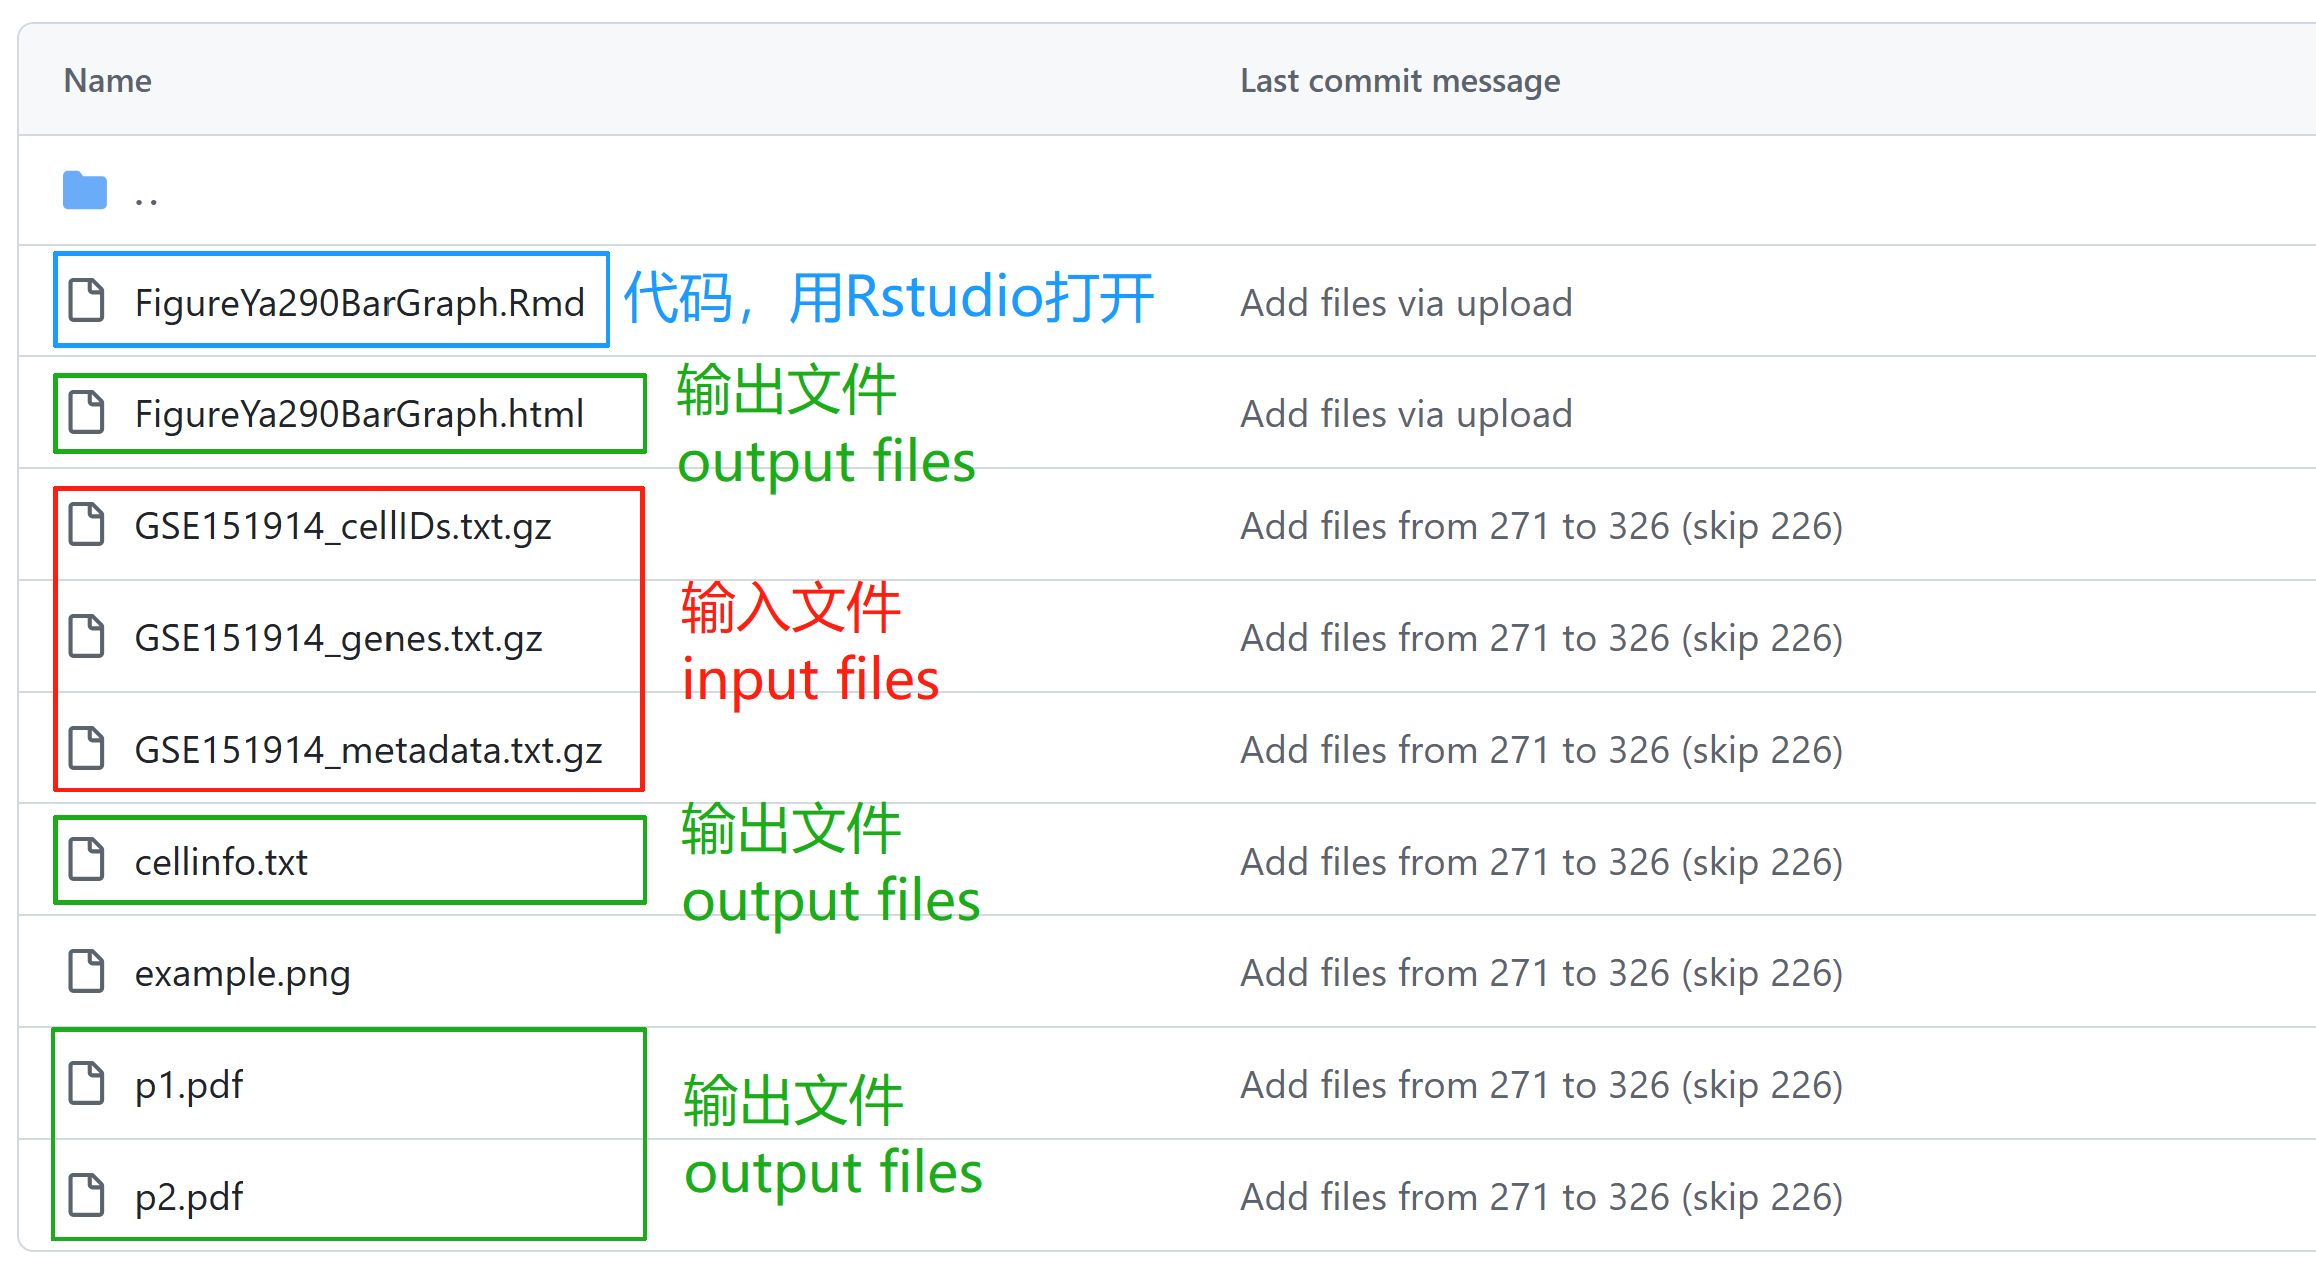 Name Last commit message
..
FigureYa290BarGraph.Rmd 代码，用Rstudio打开 Add files via upload
FigureYa290BarGraph.html 输出文件 Add files via upload
output files
GSE151914_cellIDs.txt.gz Add files from 271 to 326 (skip 226)
输入文件
GSE151914_genes.txt.gz Add files from 271 to 326 (skip 226)
input files
GSE151914_metadata.txt.gz Add files from 271 to 326 (skip 226)
输出文件
cellinfo.txt Add files from 271 to 326 (skip 226)
output files
example.png Add files from 271 to 326 (skip 226)
p1.pdf 输出文件 Add files from 271 to 326 (skip 226)
output files
p2.pdf Add files from 271 to 326 (skip 226)